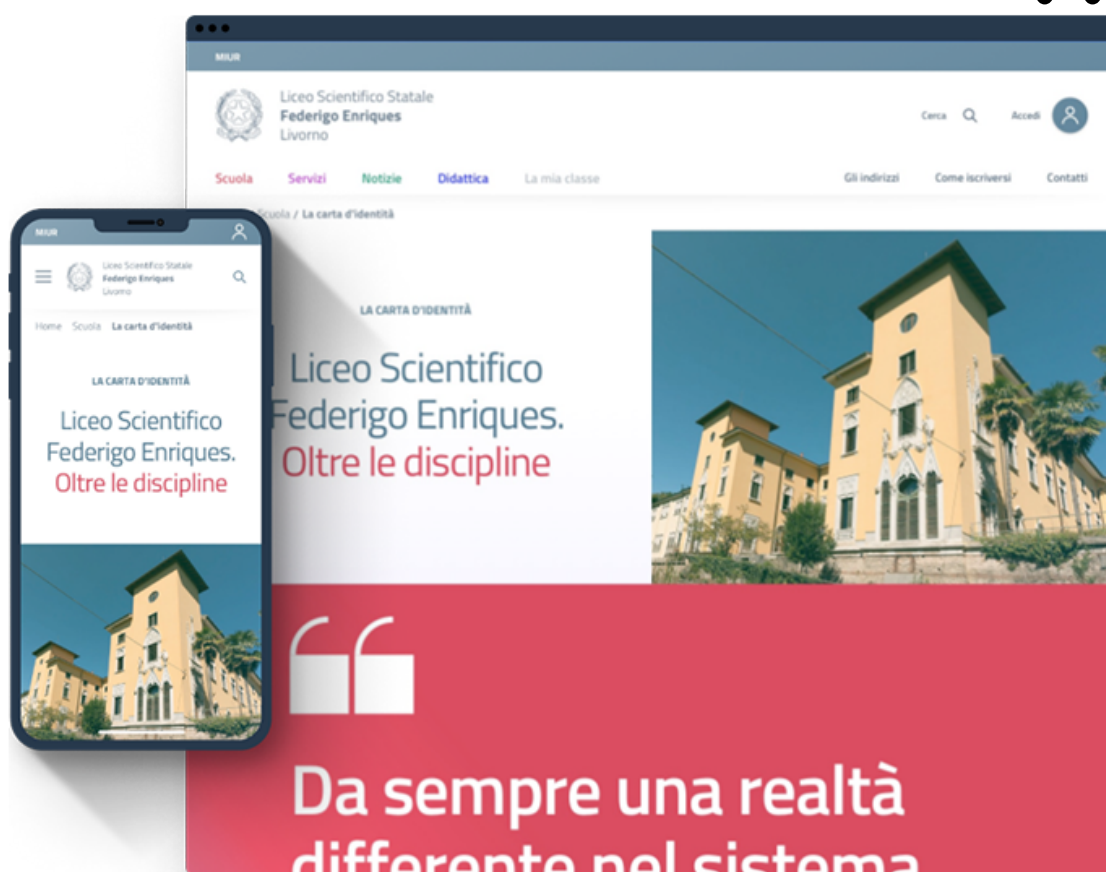 MIUR
Liceo Scientifico Statale
Federigo Enriques
Livorno
Cerca
Accedi
Scuola
Servizi
Notizie
Didattica
La mia classe
Gli indirizzi
Come iscriversi
Contatti
Scuola / La carta d'identità
LA CARTA D'IDENTITÀ
Liceo Scientifico
Federigo Enriques.
Oltre le discipline
Da sempre una realtà
differente nel sistema
MIUR
Liceo Scientifico Statale
Federigo Enriques
Livorno
Home Scuola La carta d'identità
LA CARTA D'IDENTITÀ
Liceo Scientifico
Federigo Enriques.
Oltre le discipline